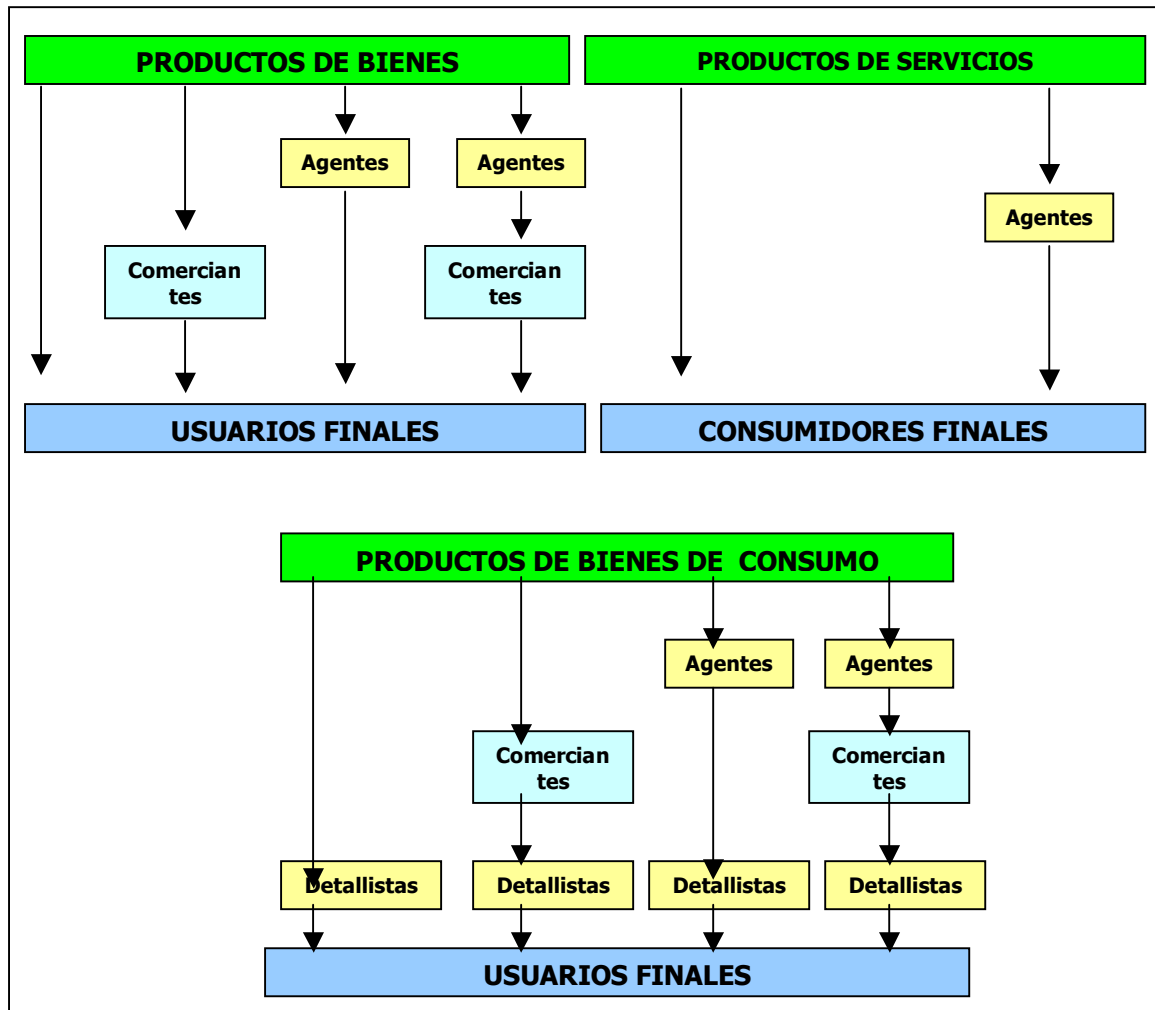 PRODUCTOS DE BIENES
PRODUCTOS DE SERVICIOS
Agentes
Agentes
Agentes
Comercian
tes
Comercian
tes
USUARIOS FINALES
CONSUMIDORES FINALES
PRODUCTOS DE BIENES DE CONSUMO
Agentes
Agentes
Comercian
tes
Comercian
tes
Detallistas
Detallistas
Detallistas
Detallistas
USUARIOS FINALES